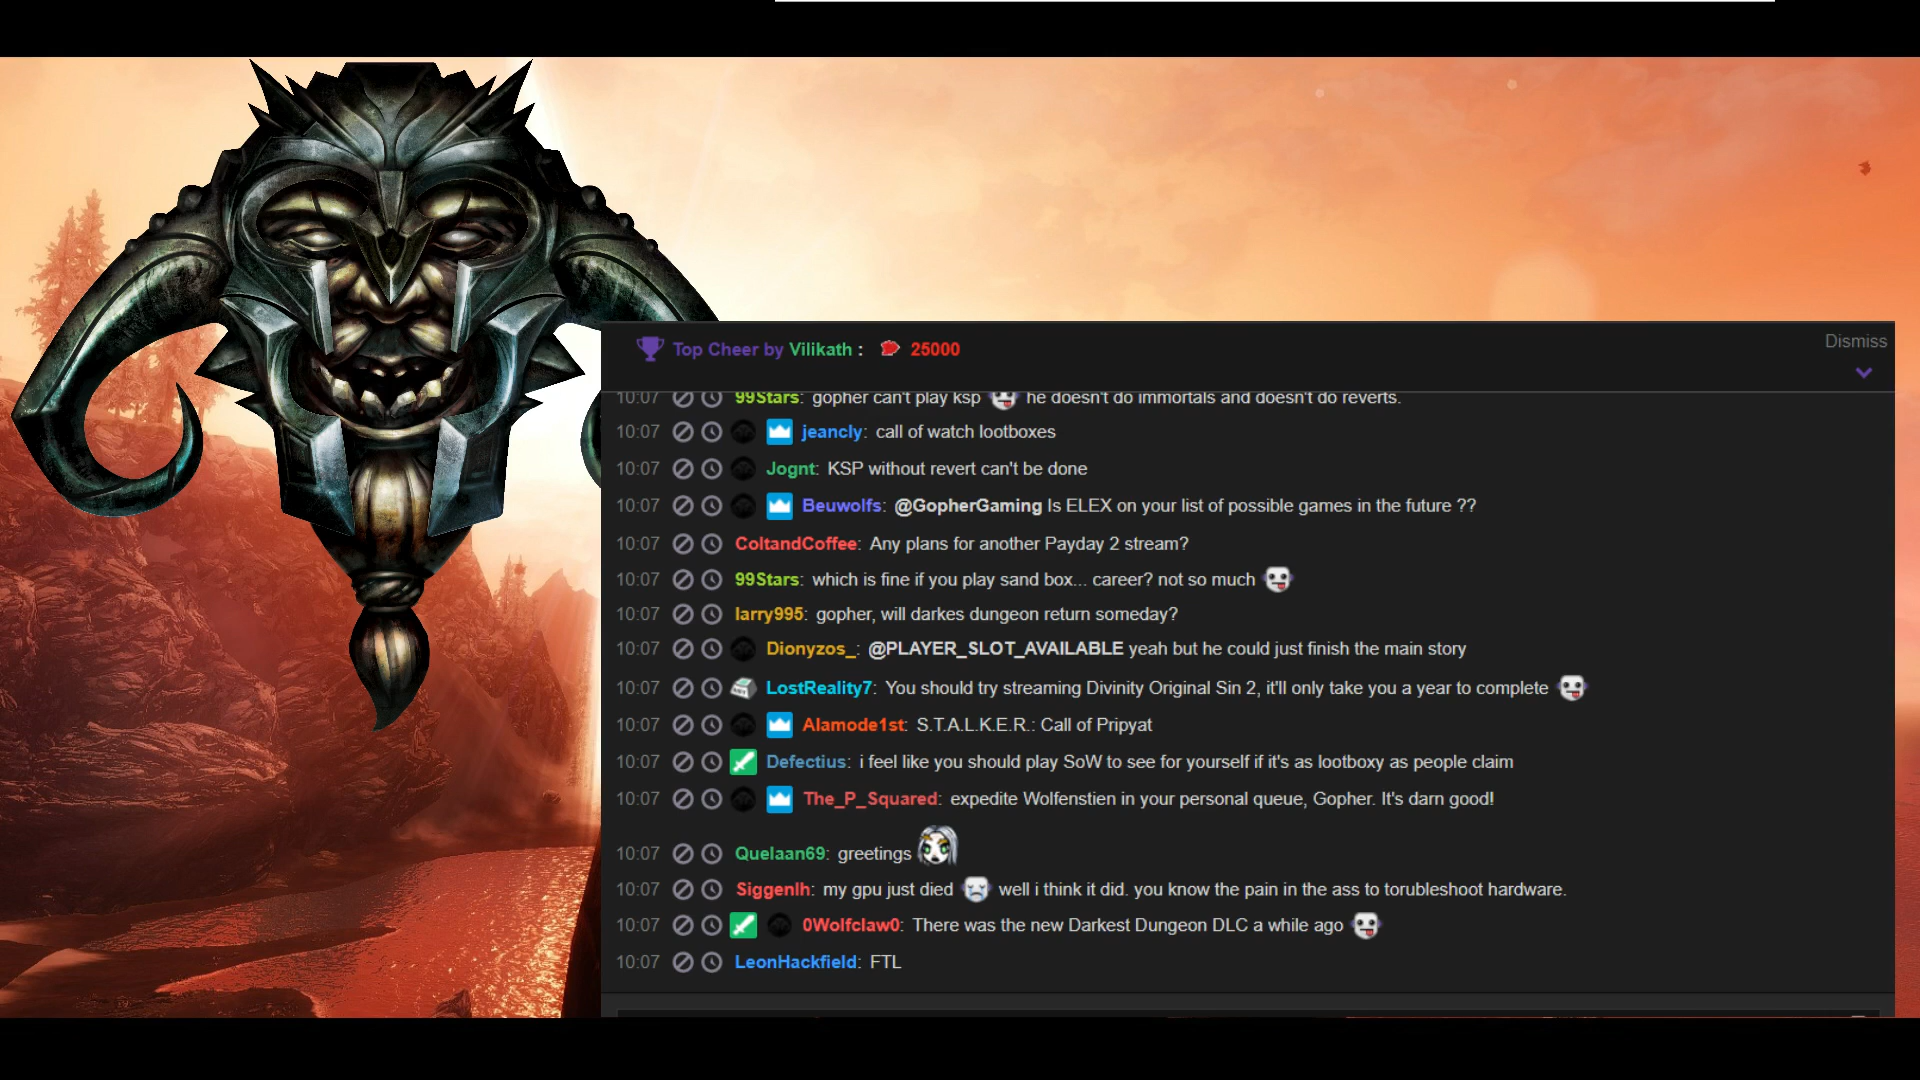 Top Cheer by Vilikath : 25000
Dismiss
10:07 99Stars: gopher can't play ksp he doesn't do immortals and doesn't do reverts.
10:07 jeancly: call of watch lootboxes
10:07 Jognt: KSP without revert can't be done
10:07 Beuwolfs: @GopherGaming Is ELEX on your list of possible games in the future ??
10:07 ColtandCoffee: Any plans for another Payday 2 stream?
10:07 99Stars: which is fine if you play sand box... career? not so much
10:07 larry995: gopher, will darkes dungeon return someday?
10:07 Dionyzos_: @PLAYER_SLOT_AVAILABLE yeah but he could just finish the main story
10:07 LostReality7: You should try streaming Divinity Original Sin 2, it'll only take you a year to complete
10:07 Alamode1st: S.T.A.L.K.E.R.: Call of Pripyat
10:07 Defectius: i feel like you should play SoW to see for yourself if it's as lootboxy as people claim
10:07 The_P_Squared: expedite Wolfenstien in your personal queue, Gopher. It's darn good!
10:07 Quelaan69: greetings
10:07 Siggenlh: my gpu just died well i think it did. you know the pain in the ass to torubleshoot hardware.
10:07 0Wolfclaw0: There was the new Darkest Dungeon DLC a while ago
10:07 LeonHackfield: FTL